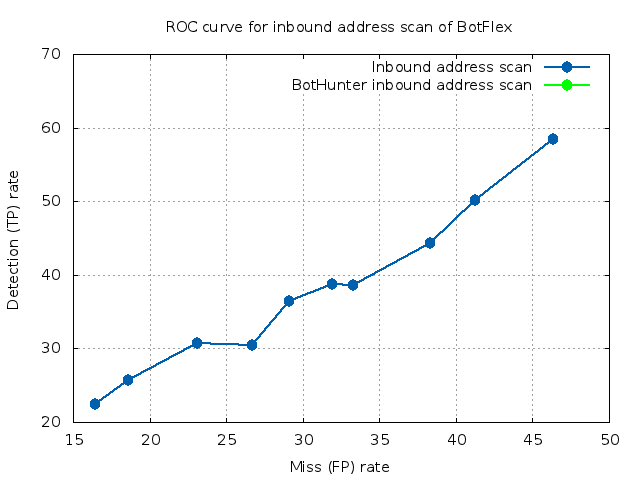 ROC curve for inbound address scan of BotFlex
70
60
50
40
30
20
Detection (TP) rate
Inbound address scan
BotHunter inbound address scan
15 20 25 30 35 40 45 50
Miss (FP) rate